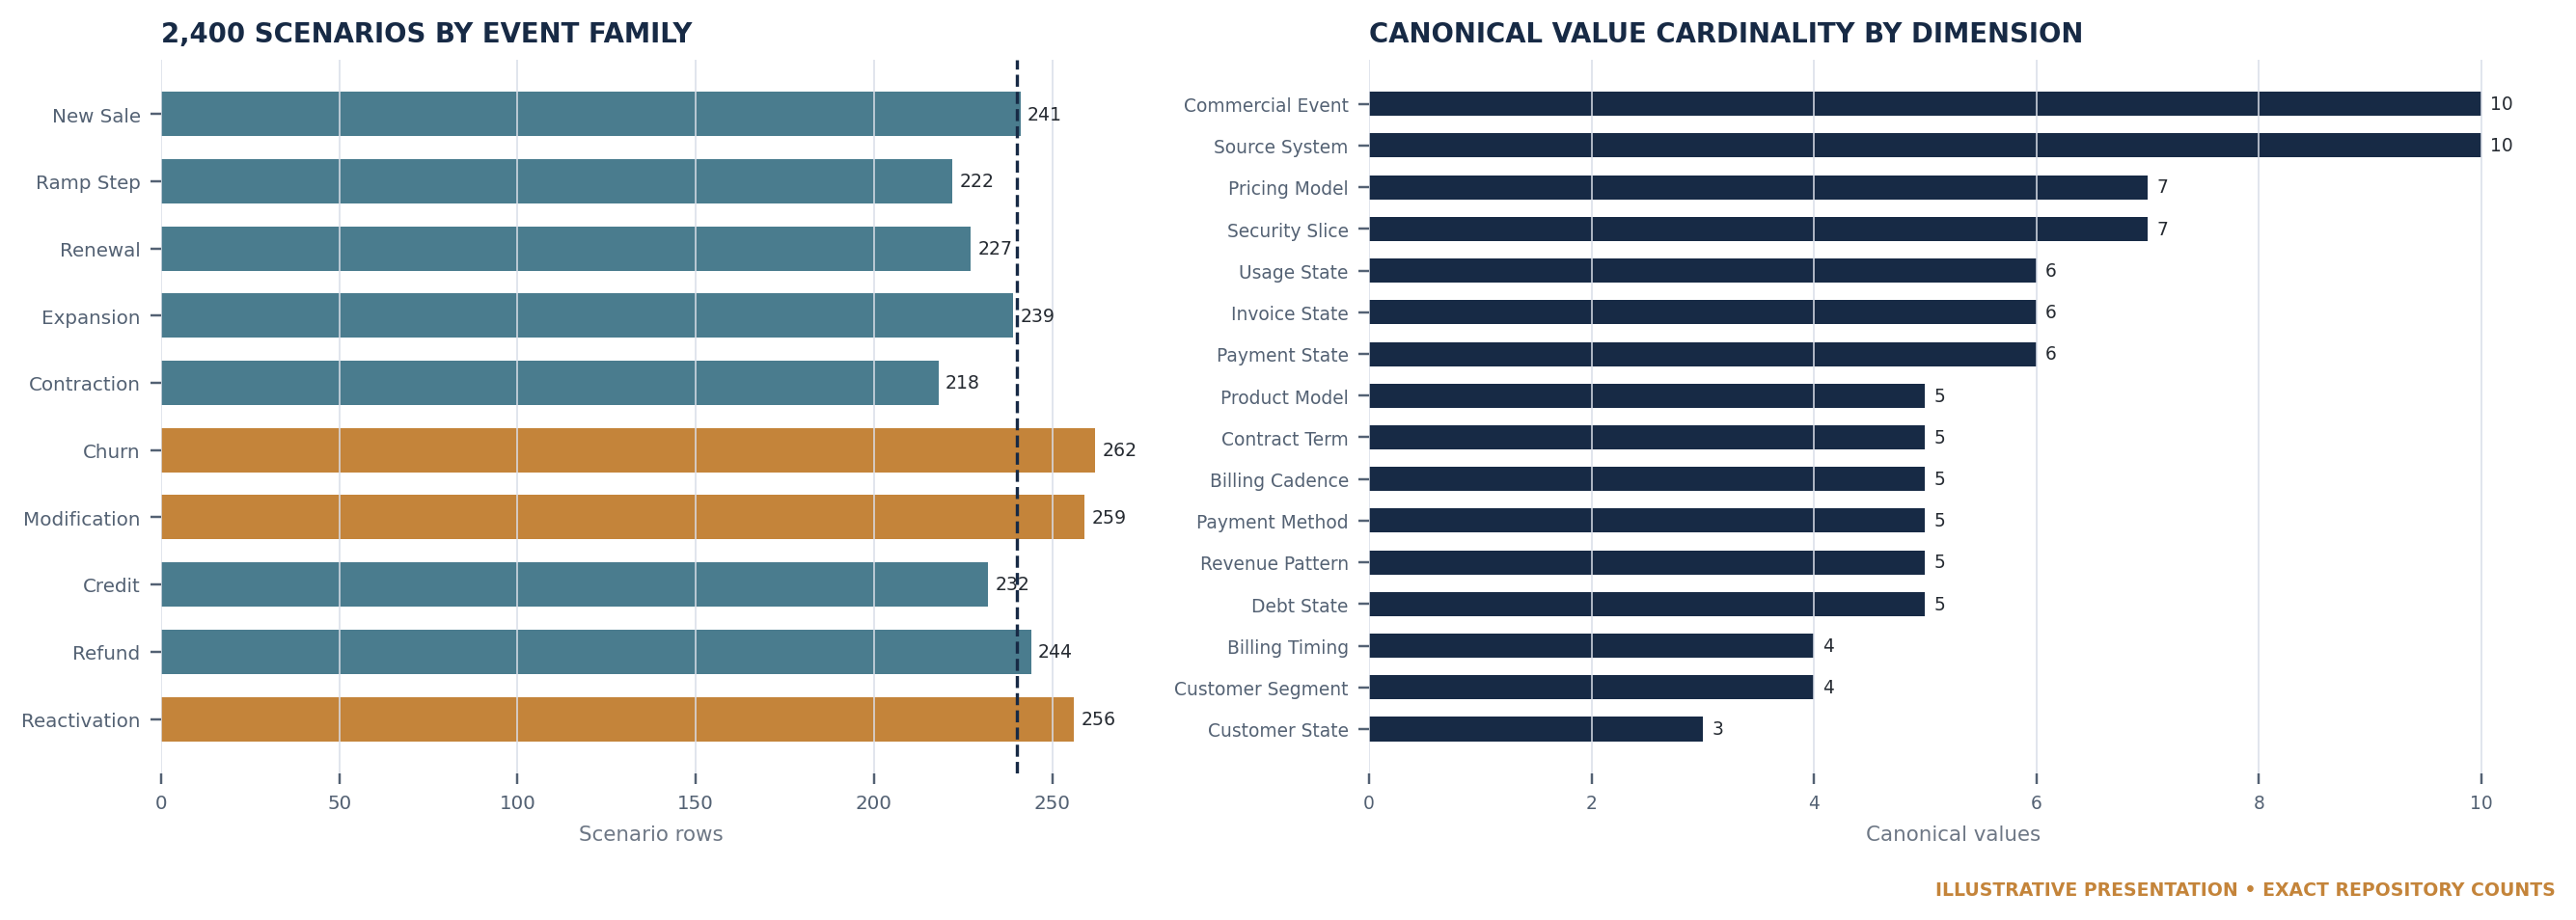 2,400 SCENARIOS BY EVENT FAMILY
New Sale 241
Ramp Step 222
Renewal 227
Expansion 239
Contraction 218
Churn 262
Modification 259
Credit 232
Refund 244
Reactivation 256
0 50 100 150 200 250
Scenario rows
CANONICAL VALUE CARDINALITY BY DIMENSION
Commercial Event 10
Source System 10
Pricing Model 7
Security Slice 7
Usage State 6
Invoice State 6
Payment State 6
Product Model 5
Contract Term 5
Billing Cadence 5
Payment Method 5
Revenue Pattern 5
Debt State 5
Billing Timing 4
Customer Segment 4
Customer State 3
0 2 4 6 8 10
Canonical values
ILLUSTRATIVE PRESENTATION • EXACT REPOSITORY COUNTS